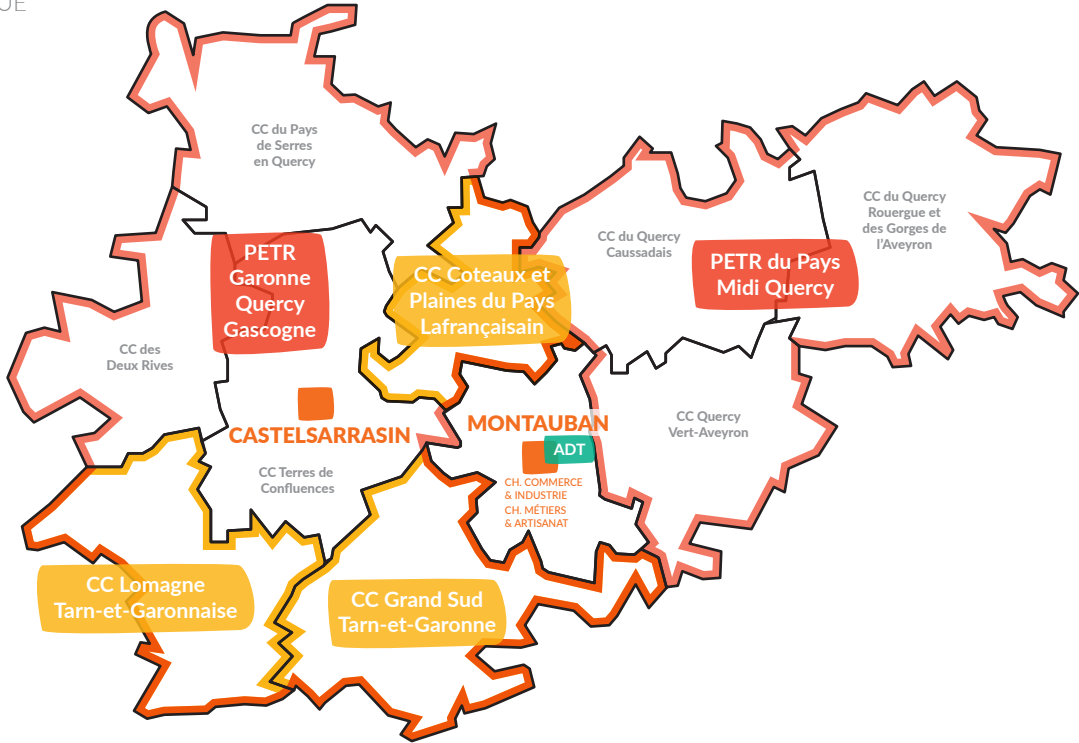 UE
CC du Pays
de Serres
en Quercy
CC du Quercy
Rouergue et
des Gorges de
l'Aveyron
CC du Quercy
Caussadais
PETR
Garonne
Quercy
Gascogne
PETR du Pays
Midi Quercy
CC Coteaux et
Plaines du Pays
Lafrançaisain
CC des
Deux Rives
CASTELSARRASIN
MONTAUBAN
ADT
CC Quercy
Vert-Aveyron
CC Terres de
Confluences
CH. COMMERCE
& INDUSTRIE
CH. MÉTIERS
& ARTISANAT
CC Lomagne
Tarn-et-Garonnaise
CC Grand Sud
Tarn-et-Garonne